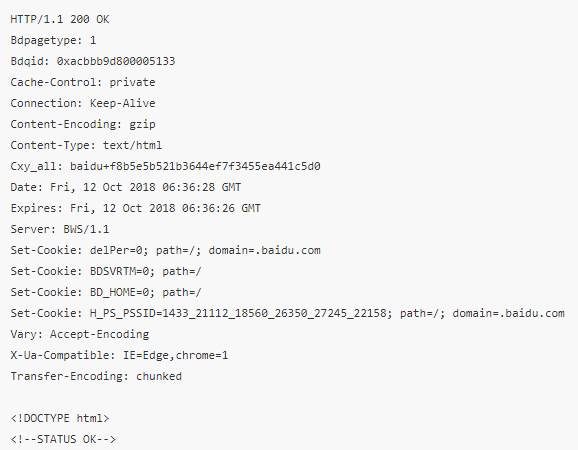 HTTP/1.1 200 OK
Bdpagetype: 1
Bdqid: 0xacbbb9d800005133
Cache-Control: private
Connection: Keep-Alive
Content-Encoding: gzip
Content-Type: text/html
Cxy_all: baidu+f8b5e5b521b3644ef7f3455ea441c5d0
Date: Fri, 12 Oct 2018 06:36:28 GMT
Expires: Fri, 12 Oct 2018 06:36:26 GMT
Server: BWS/1.1
Set-Cookie: delPer=0; path=/; domain=.baidu.com
Set-Cookie: BDSVRTM=0; path=/
Set-Cookie: BD_HOME=0; path=/
Set-Cookie: H_PS_PSSID=1433_21112_18560_26350_27245_22158; path=/; domain=.baidu.com
Vary: Accept-Encoding
X-Ua-Compatible: IE=Edge,chrome=1
Transfer-Encoding: chunked
<!DOCTYPE html>
<!--STATUS OK-->